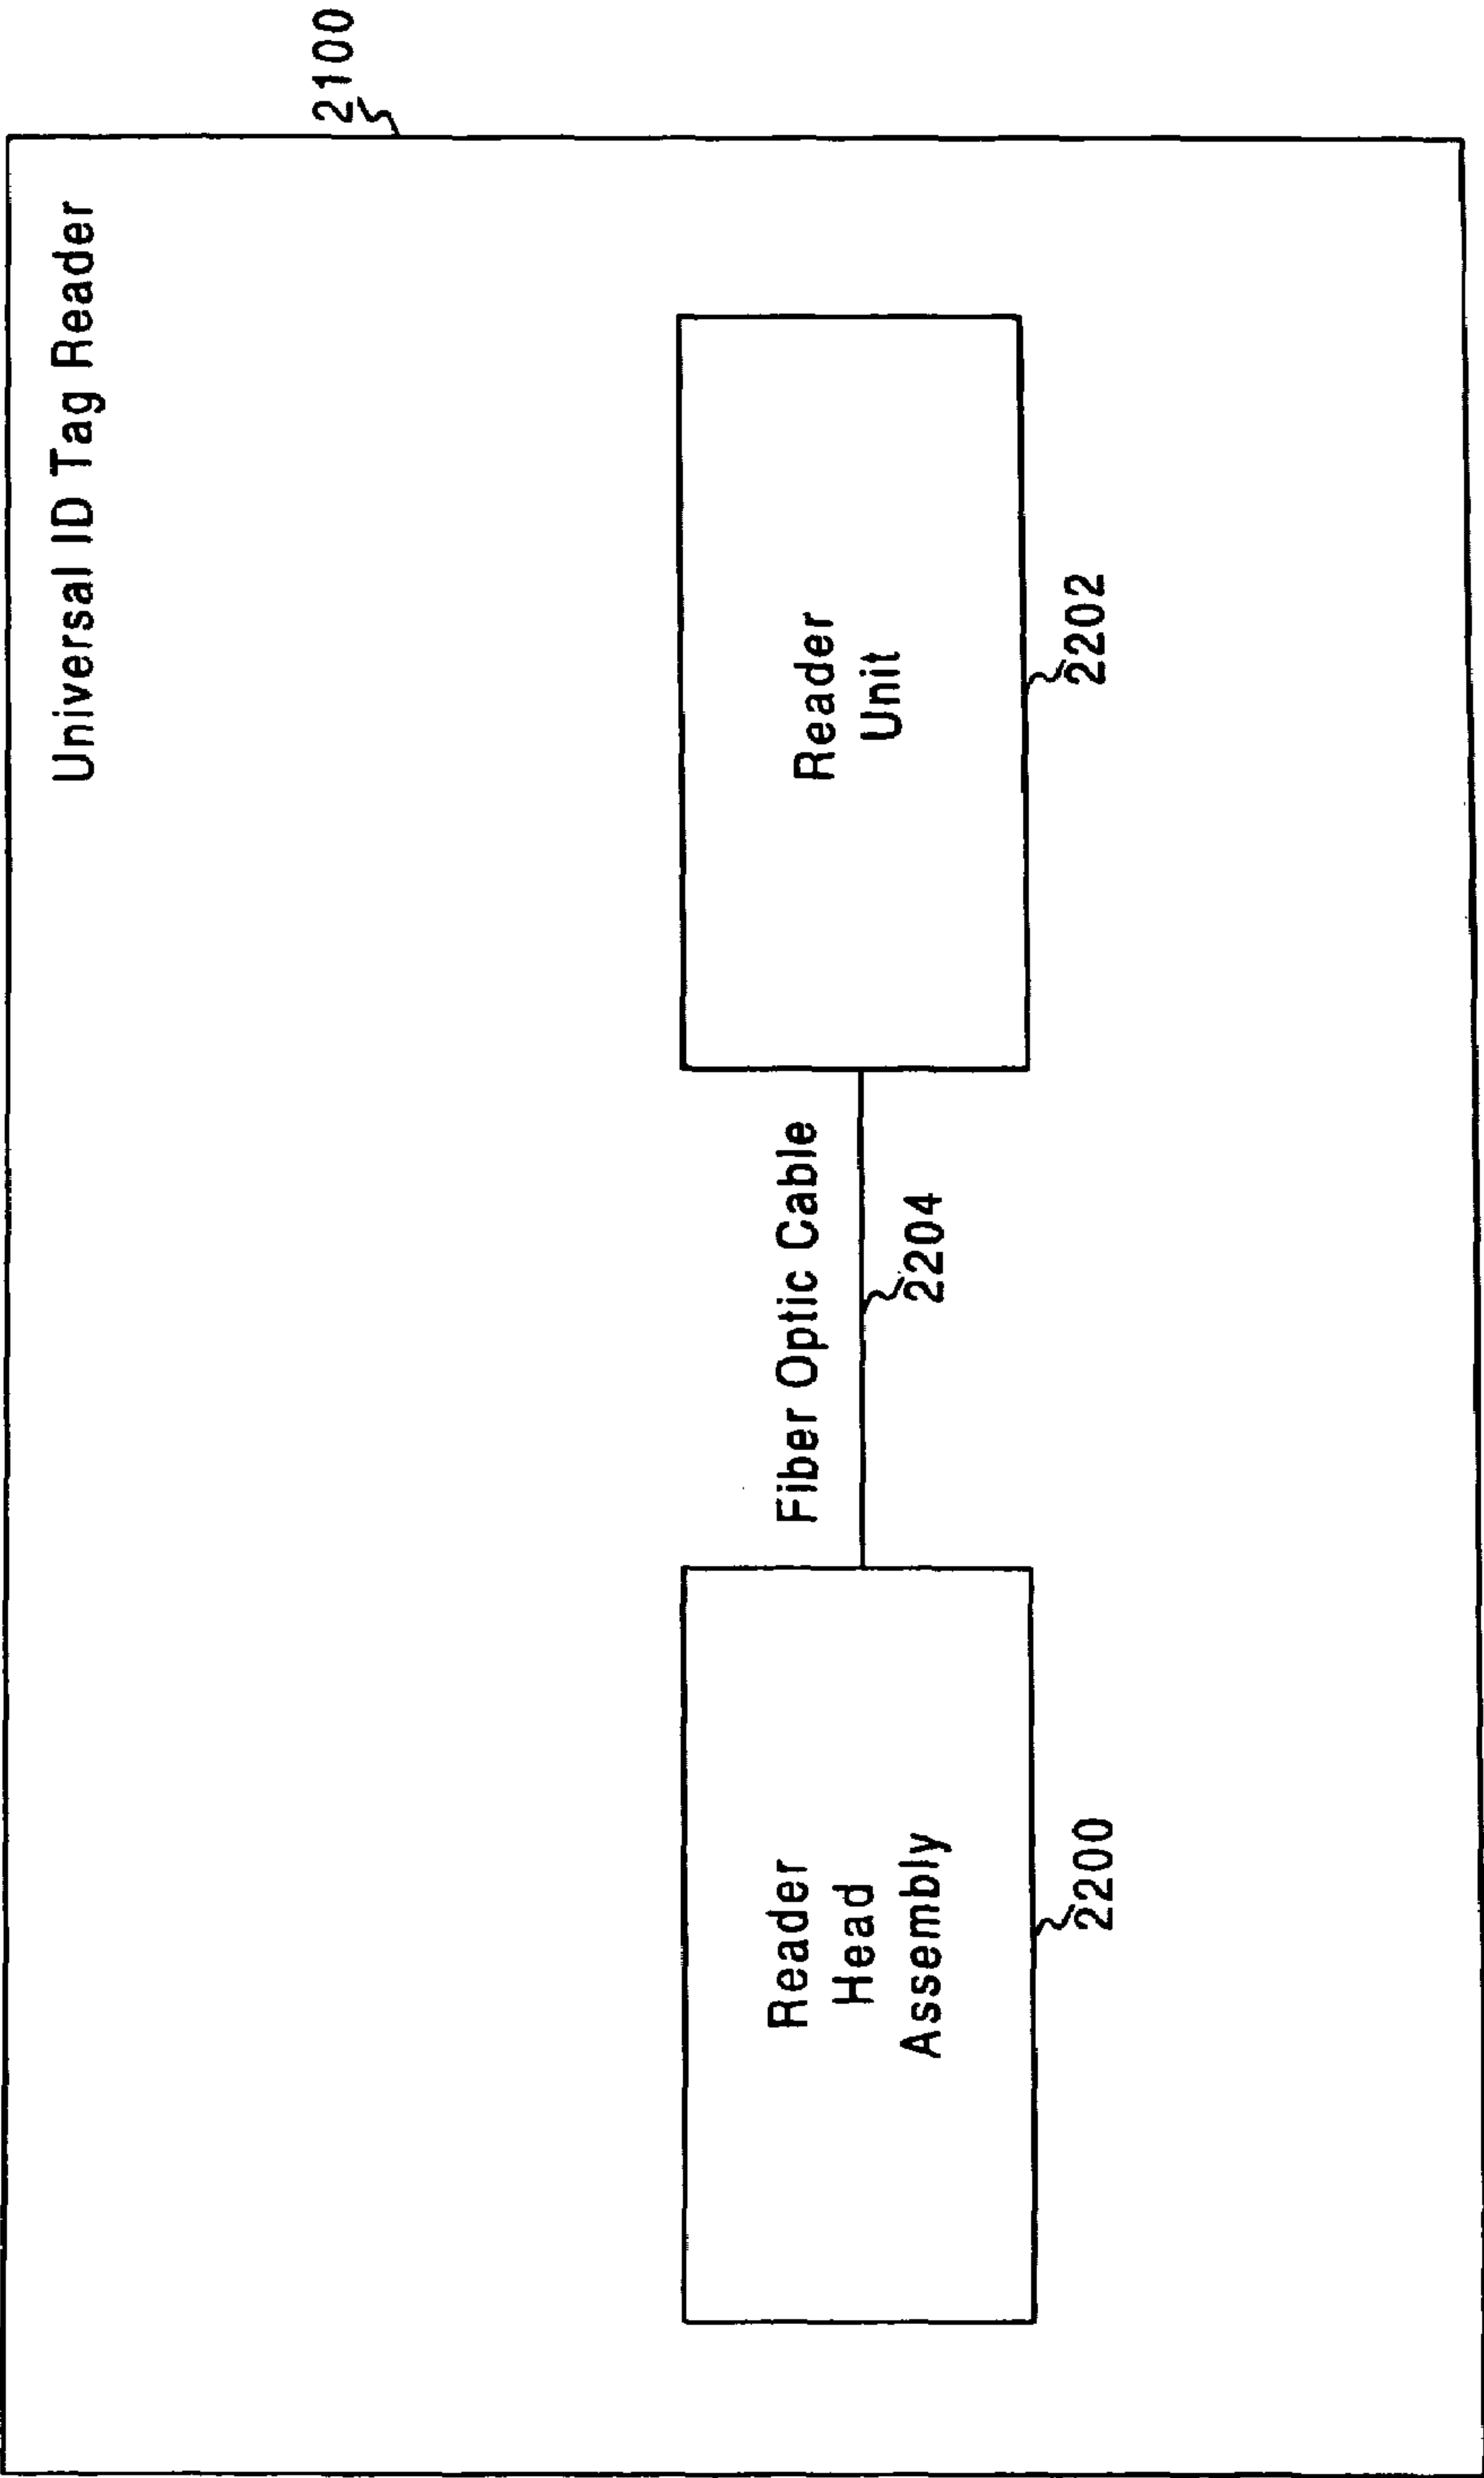 Universal ID Tag Reader
2100
Reader
Head
Assembly
2200
Fiber Optic Cable
2204
Reader
Unit
2202